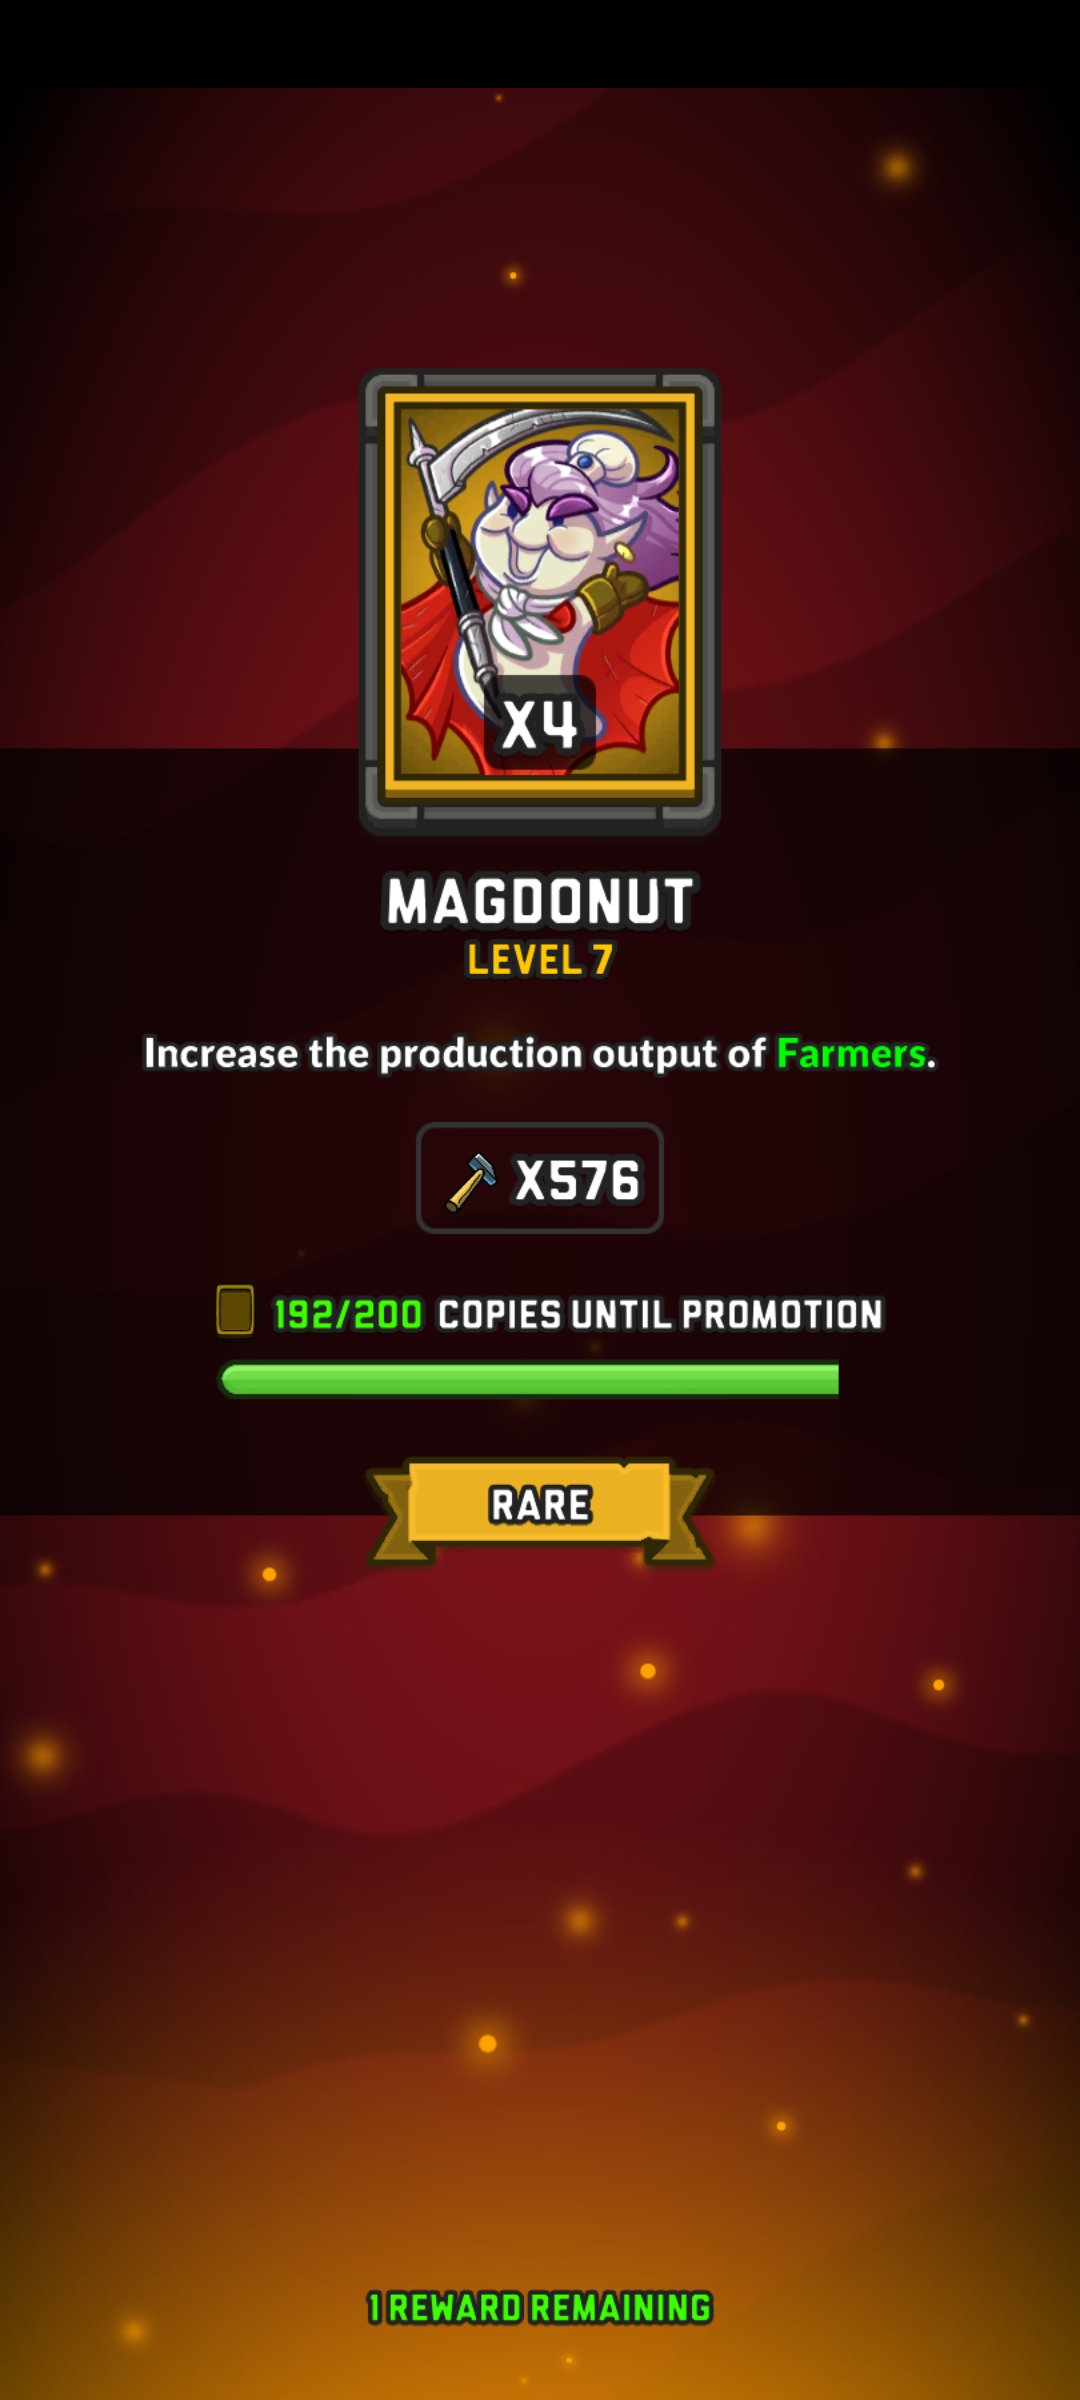 X4
MAGDONUT
LEVEL 7
Increase the production output of Farmers.
X576
192/200 COPIES UNTIL PROMOTION
RARE
1 REWARD REMAINING